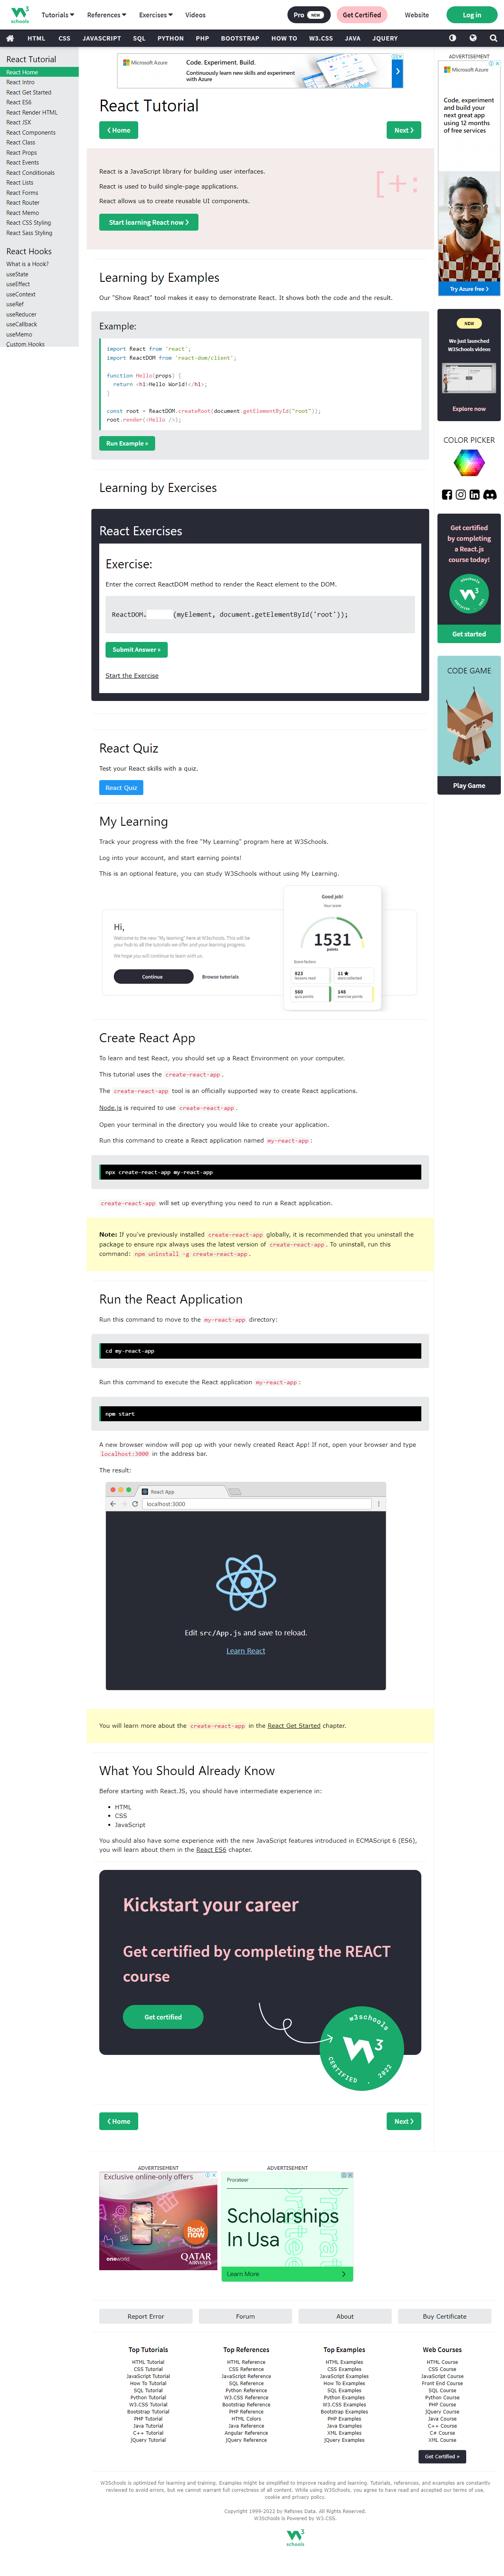 W3
schools
Tutorials
References
Exercises
Videos
Pro NEW
Get Certified
Website
Log in
HTML CSS JAVASCRIPT SQL PYTHON PHP BOOTSTRAP HOW TO W3.CSS JAVA JQUERY
React Tutorial
React Home
React Intro
React Get Started
React ES6
React Render HTML
React JSX
React Components
React Class
React Props
React Events
React Conditionals
React Lists
React Forms
React Router
React Memo
React CSS Styling
React Sass Styling
React Hooks
What is a Hook?
useState
useEffect
useContext
useRef
useReducer
useCallback
useMemo
Custom Hooks
Microsoft Azure
Code. Experiment. Build.
Continuously learn new skills and experiment
with Azure
React Tutorial
❮ Home
Next ❯
React is a JavaScript library for building user interfaces.
React is used to build single-page applications.
React allows us to create reusable UI components.
[+:
Start learning React now ❯
Learning by Examples
Our "Show React" tool makes it easy to demonstrate React. It shows both the code and the result.
Example:
import React from 'react';
import ReactDOM from 'react-dom/client';
function Hello(props) {
return <h1>Hello World!</h1>;
}
const root = ReactDOM.createRoot(document.getElementById("root"));
root.render(<Hello />);
Run Example »
Learning by Exercises
React Exercises
Exercise:
Enter the correct ReactDOM method to render the React element to the DOM.
ReactDOM. (myElement, document.getElementById('root'));
Submit Answer »
Start the Exercise
React Quiz
Test your React skills with a quiz.
React Quiz
My Learning
Track your progress with the free "My Learning" program here at W3Schools.
Log into your account, and start earning points!
This is an optional feature, you can study W3Schools without using My Learning.
Hi,
Welcome to the new "My learning" here at W3schools. This will be
your hub to all the tutorials we offer and your learning progress.
We hope you will continue to learn with us.
Continue
Browse tutorials
Good job!
Your score
1531
points
Score factors
923
lessons read
11 ★
stars collected
560
quiz points
148
exercise points
Create React App
To learn and test React, you should set up a React Environment on your computer.
This tutorial uses the create-react-app.
The create-react-app tool is an officially supported way to create React applications.
Node.js is required to use create-react-app.
Open your terminal in the directory you would like to create your application.
Run this command to create a React application named my-react-app:
npx create-react-app my-react-app
create-react-app will set up everything you need to run a React application.
Note: If you've previously installed create-react-app globally, it is recommended that you uninstall the
package to ensure npx always uses the latest version of create-react-app. To uninstall, run this
command: npm uninstall -g create-react-app.
Run the React Application
Run this command to move to the my-react-app directory:
cd my-react-app
Run this command to execute the React application my-react-app:
npm start
A new browser window will pop up with your newly created React App! If not, open your browser and type
localhost:3000 in the address bar.
The result:
React App
localhost:3000
Edit src/App.js and save to reload.
Learn React
You will learn more about the create-react-app in the React Get Started chapter.
What You Should Already Know
Before starting with React.JS, you should have intermediate experience in:
• HTML
• CSS
• JavaScript
You should also have some experience with the new JavaScript features introduced in ECMAScript 6 (ES6),
you will learn about them in the React ES6 chapter.
Kickstart your career
Get certified by completing the REACT
course
Get certified
w3schools
W3
CERTIFIED . 2022
❮ Home
Next ❯
ADVERTISEMENT
Microsoft Azure
Code, experiment
and build your
next great app
using 12 months
of free services
Try Azure free >
NEW
We just launched
W3Schools videos
Explore now
COLOR PICKER
Get certified
by completing
a React.js
course today!
w3schools
W3
CERTIFIED . 2022
Get started
CODE GAME
Play Game
ADVERTISEMENT
Exclusive online-only offers
Book
now
oneworld
QATAR
AIRWAYS
ADVERTISEMENT
Prorateer
Scholarships
In Usa
Learn More
Report Error
Forum
About
Buy Certificate
Top Tutorials
HTML Tutorial
CSS Tutorial
JavaScript Tutorial
How To Tutorial
SQL Tutorial
Python Tutorial
W3.CSS Tutorial
Bootstrap Tutorial
PHP Tutorial
Java Tutorial
C++ Tutorial
jQuery Tutorial
Top References
HTML Reference
CSS Reference
JavaScript Reference
SQL Reference
Python Reference
W3.CSS Reference
Bootstrap Reference
PHP Reference
HTML Colors
Java Reference
Angular Reference
jQuery Reference
Top Examples
HTML Examples
CSS Examples
JavaScript Examples
How To Examples
SQL Examples
Python Examples
W3.CSS Examples
Bootstrap Examples
PHP Examples
Java Examples
XML Examples
jQuery Examples
Web Courses
HTML Course
CSS Course
JavaScript Course
Front End Course
SQL Course
Python Course
PHP Course
jQuery Course
Java Course
C++ Course
C# Course
XML Course
Get Certified »
W3Schools is optimized for learning and training. Examples might be simplified to improve reading and learning. Tutorials, references, and examples are constantly
reviewed to avoid errors, but we cannot warrant full correctness of all content. While using W3Schools, you agree to have read and accepted our terms of use,
cookie and privacy policy.
Copyright 1999-2022 by Refsnes Data. All Rights Reserved.
W3Schools is Powered by W3.CSS.
W3
schools